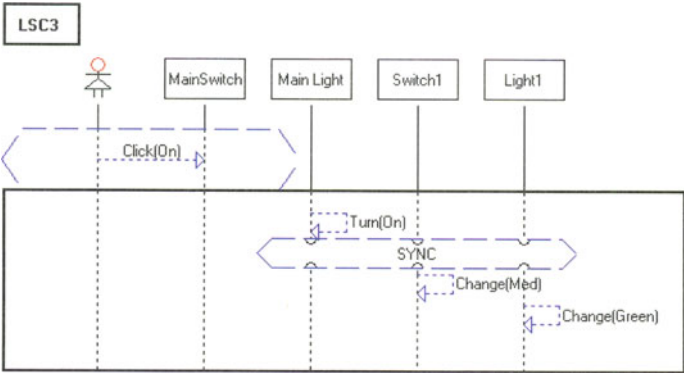 LSC3
MainSwitch
Main Light
Switch1
Light1
Click(On)
Turn(On)
SYNC
Change(Med)
Change(Green)